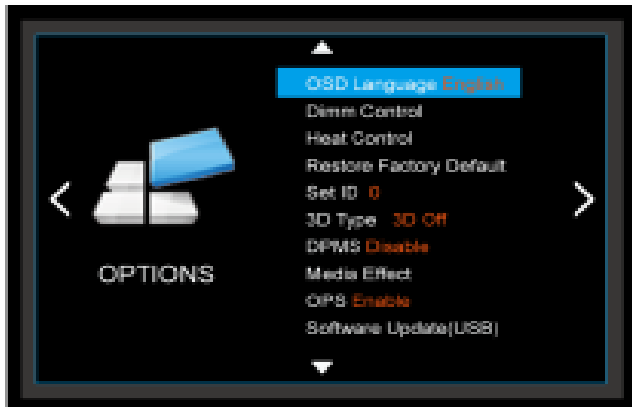 OSD Language English
Dimm Control
Heat Control
Restore Factory Default
Set ID 0
3D Type 3D Off
DPMS Disable
Media Effect
OPS Enable
Software Update(USB)
OPTIONS